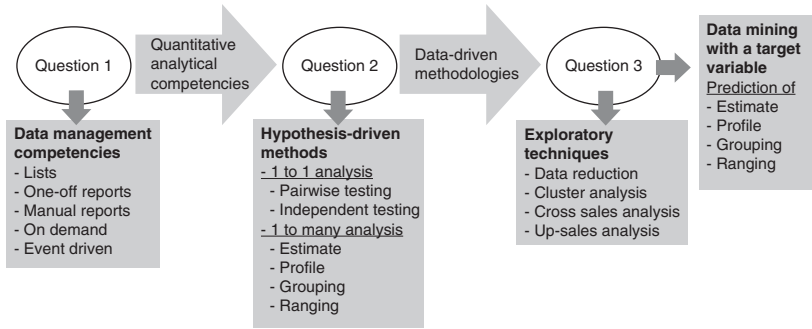 Question 1
Quantitative
analytical
competencies
Question 2
Data-driven
methodologies
Question 3
Data mining
with a target
variable
Prediction of
- Estimate
- Profile
- Grouping
- Ranging
Data management
competencies
- Lists
- One-off reports
- Manual reports
- On demand
- Event driven
Hypothesis-driven
methods
- 1 to 1 analysis
- Pairwise testing
- Independent testing
- 1 to many analysis
- Estimate
- Profile
- Grouping
- Ranging
Exploratory
techniques
- Data reduction
- Cluster analysis
- Cross sales analysis
- Up-sales analysis